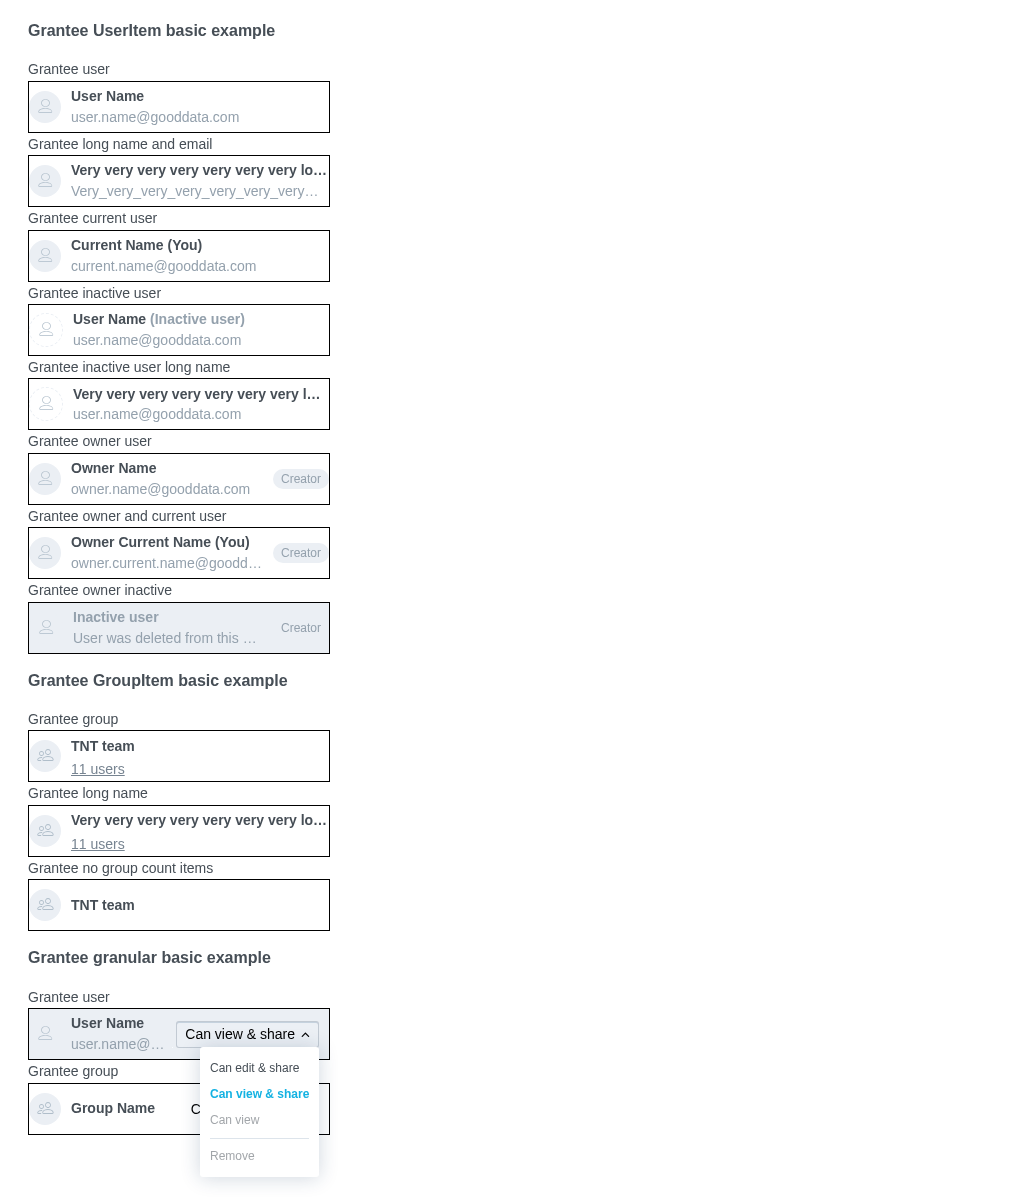 Grantee UserItem basic example
Grantee user
User Name
user.name@gooddata.com
Grantee long name and email
Very very very very very very very lo…
Very_very_very_very_very_very_very…
Grantee current user
Current Name (You)
current.name@gooddata.com
Grantee inactive user
User Name (Inactive user)
user.name@gooddata.com
Grantee inactive user long name
Very very very very very very very l…
user.name@gooddata.com
Grantee owner user
Owner Name
Creator
owner.name@gooddata.com
Grantee owner and current user
Owner Current Name (You)
Creator
owner.current.name@goodd…
Grantee owner inactive
Inactive user
Creator
User was deleted from this …
Grantee GroupItem basic example
Grantee group
TNT team
11 users
Grantee long name
Very very very very very very very lo…
11 users
Grantee no group count items
TNT team
Grantee granular basic example
Grantee user
User Name
Can view & share
user.name@…
Grantee group
Can edit & share
Can view & share
Group Name
C
Can view
Remove